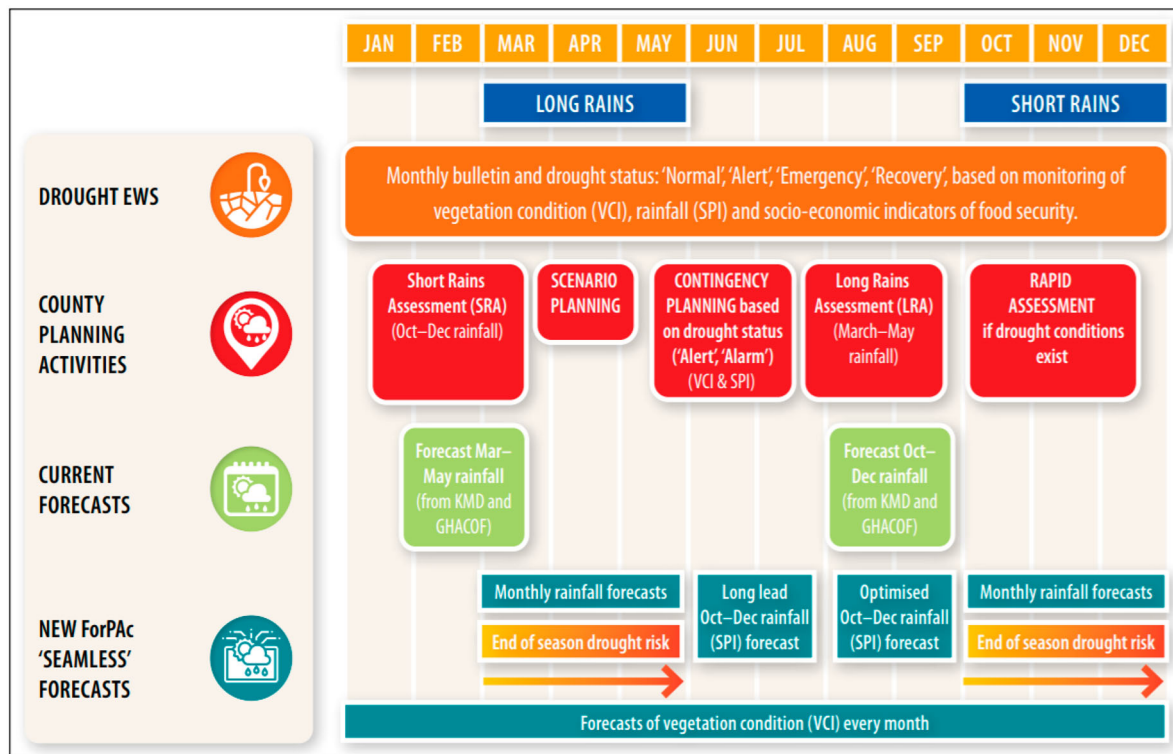 JAN FEB MAR APR MAY JUN JUL AUG SEP OCT NOV DEC
LONG RAINS
SHORT RAINS
DROUGHT EWS
Monthly bulletin and drought status: ‘Normal’, ‘Alert’, ‘Emergency’, ‘Recovery’, based on monitoring of
vegetation condition (VCI), rainfall (SPI) and socio-economic indicators of food security.
COUNTY
PLANNING
ACTIVITIES
Short Rains
Assessment (SRA)
(Oct–Dec rainfall)
SCENARIO
PLANNING
CONTINGENCY
PLANNING based
on drought status
(‘Alert’, ‘Alarm’)
(VCI & SPI)
Long Rains
Assessment (LRA)
(March–May
rainfall)
RAPID
ASSESSMENT
if drought conditions
exist
CURRENT
FORECASTS
Forecast Mar–
May rainfall
(from KMD and
GHACOF)
Forecast Oct–
Dec rainfall
(from KMD and
GHACOF)
NEW ForPAc
‘SEAMLESS’
FORECASTS
Monthly rainfall forecasts
End of season drought risk
Long lead
Oct–Dec rainfall
(SPI) forecast
Optimised
Oct–Dec rainfall
(SPI) forecast
Monthly rainfall forecasts
End of season drought risk
Forecasts of vegetation condition (VCI) every month